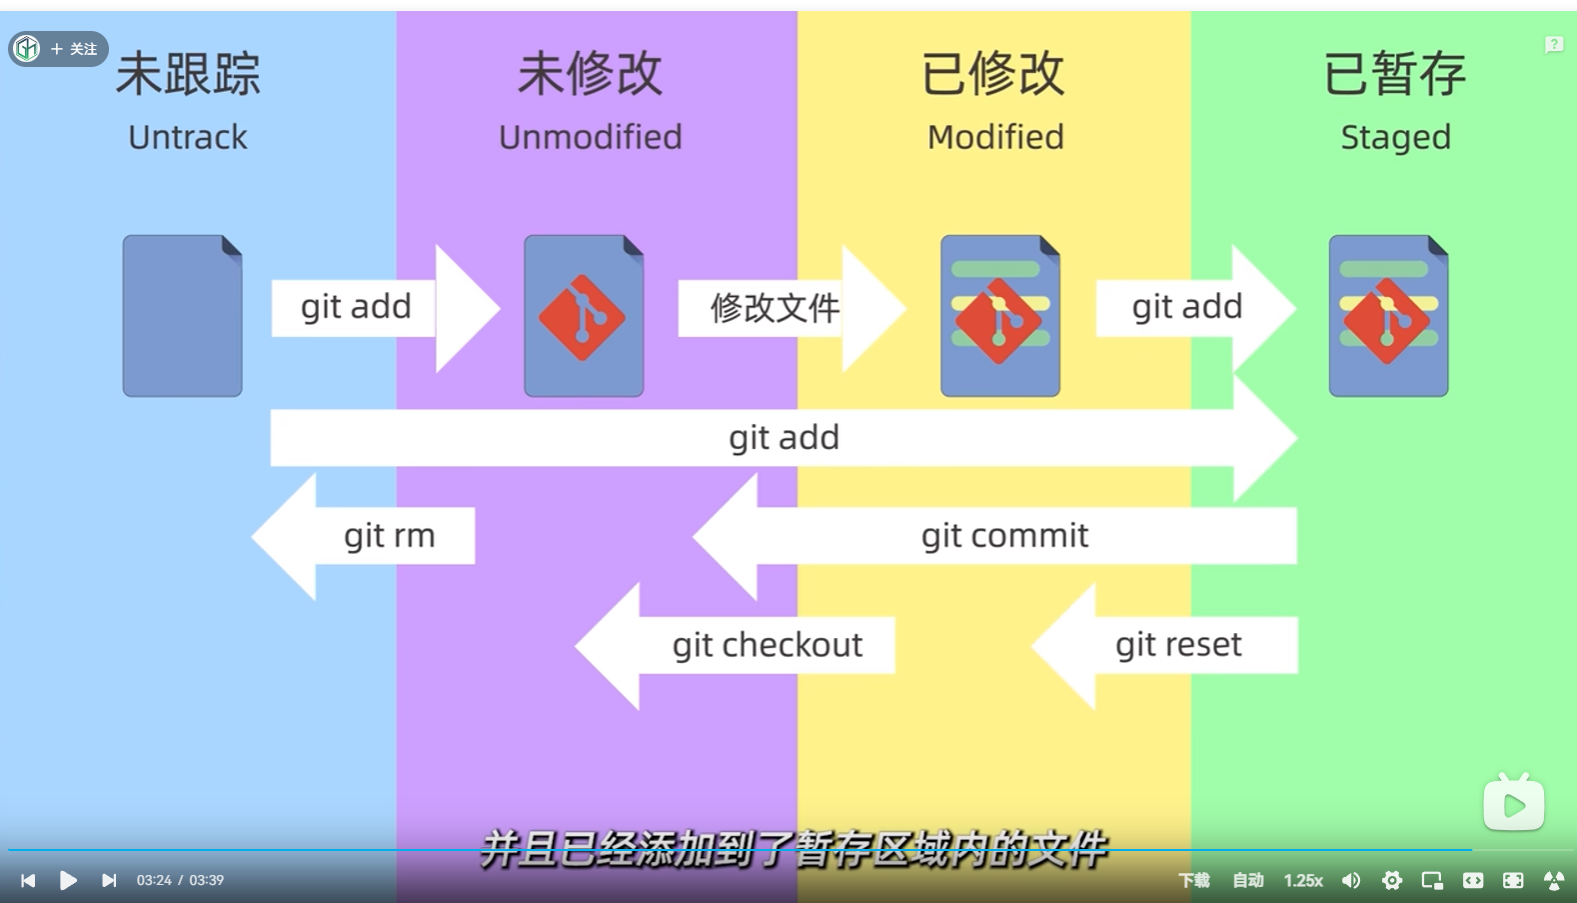 + 关注
未跟踪
Untrack
未修改
Unmodified
已修改
Modified
已暂存
Staged
git add
修改文件
git add
git add
git rm
git commit
git checkout
git reset
并且已经添加到了暂存区域内的文件
03:24 / 03:39
下载
自动
1.25x